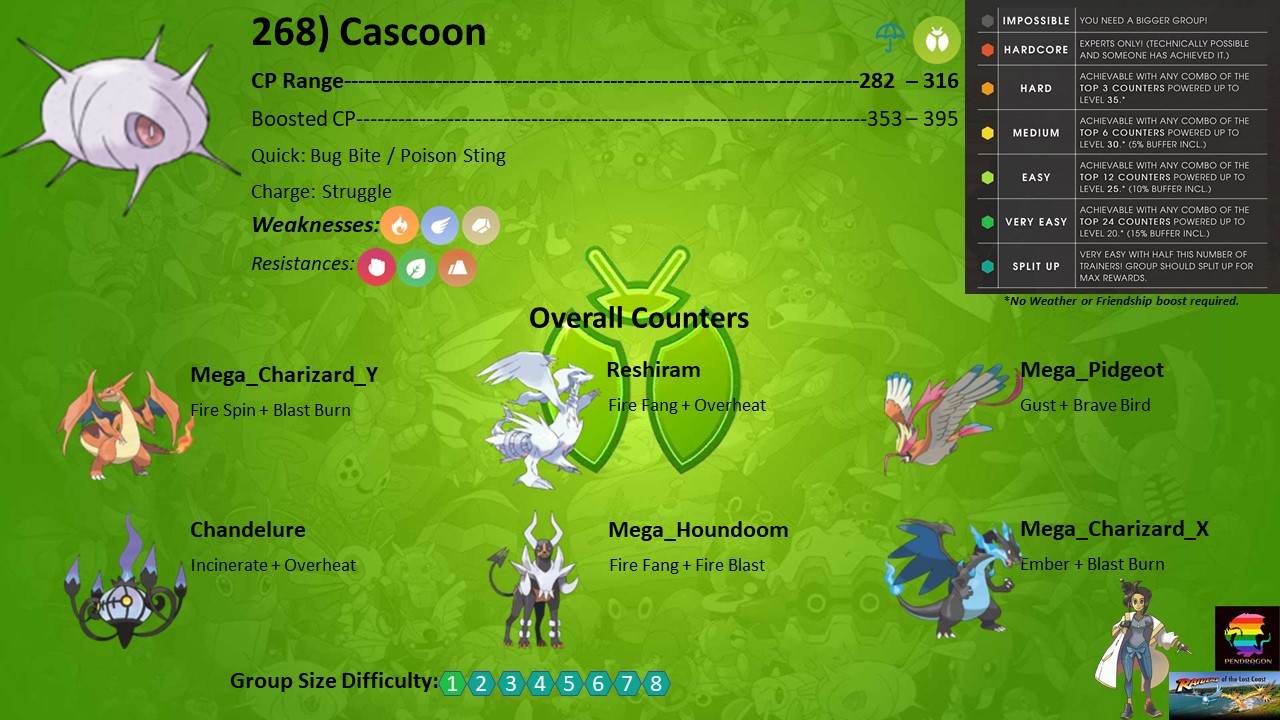 268) Cascoon
CP Range---282 – 316
Boosted CP---353 – 395
Quick: Bug Bite / Poison Sting
Charge: Struggle
Weaknesses:
Resistances:
IMPOSSIBLE YOU NEED A BIGGER GROUP!
HARDCORE EXPERTS ONLY! (TECHNICALLY POSSIBLE
AND SOMEONE HAS ACHIEVED IT.)
HARD ACHIEVABLE WITH ANY COMBO OF THE
TOP 3 COUNTERS POWERED UP TO
LEVEL 35.*
MEDIUM ACHIEVABLE WITH ANY COMBO OF THE
TOP 6 COUNTERS POWERED UP TO
LEVEL 30.* (5% BUFFER INCL.)
EASY ACHIEVABLE WITH ANY COMBO OF THE
TOP 12 COUNTERS POWERED UP TO
LEVEL 25.* (10% BUFFER INCL.)
VERY EASY ACHIEVABLE WITH ANY COMBO OF THE
TOP 24 COUNTERS POWERED UP TO
LEVEL 20.* (15% BUFFER INCL.)
SPLIT UP VERY EASY WITH HALF THIS NUMBER OF
TRAINERS! GROUP SHOULD SPLIT UP FOR
MAX REWARDS.
*No Weather or Friendship boost required.
Overall Counters
Mega_Charizard_Y
Fire Spin + Blast Burn
Reshiram
Fire Fang + Overheat
Mega_Pidgeot
Gust + Brave Bird
Chandelure
Incinerate + Overheat
Mega_Houndoom
Fire Fang + Fire Blast
Mega_Charizard_X
Ember + Blast Burn
Group Size Difficulty: 1 2 3 4 5 6 7 8
PENDROGON
RAIDERS of the Lost Coast